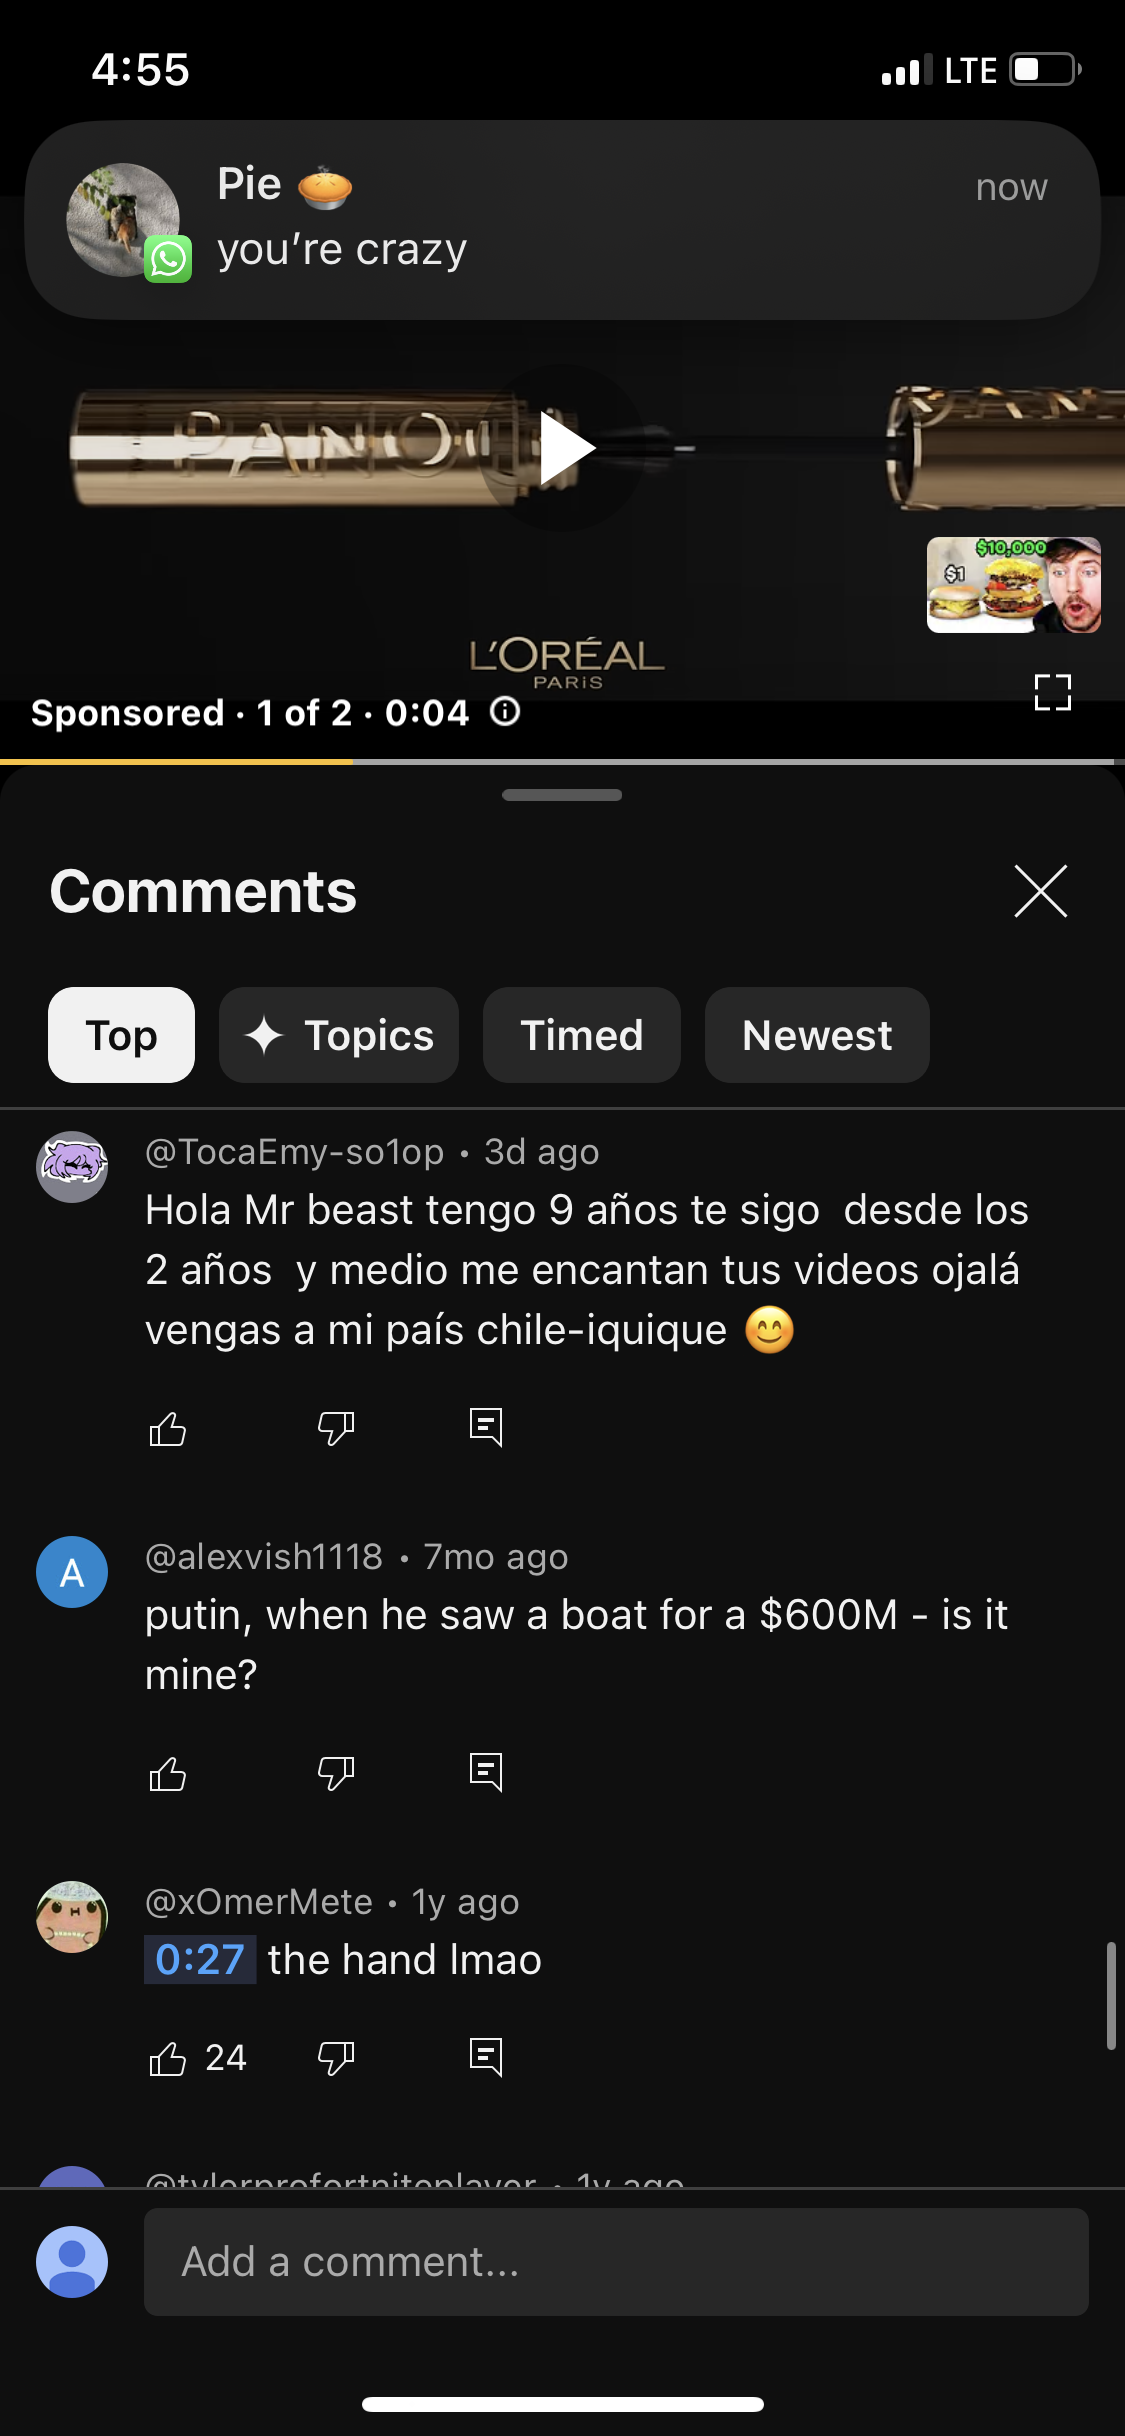 4:55
LTE
Pie 🥧
now
you're crazy
$10,000
$1
L'ORÉAL
PARiS
Sponsored · 1 of 2 · 0:04
Comments
Top
Topics
Timed
Newest
@TocaEmy-so1op · 3d ago
Hola Mr beast tengo 9 años te sigo  desde los
2 años  y medio me encantan tus videos ojalá
vengas a mi país chile-iquique 😊
A
@alexvish1118 · 7mo ago
putin, when he saw a boat for a $600M - is it
mine?
@xOmerMete · 1y ago
0:27 the hand lmao
24
@tylerprofortniteplayer · 1y ago
Add a comment...